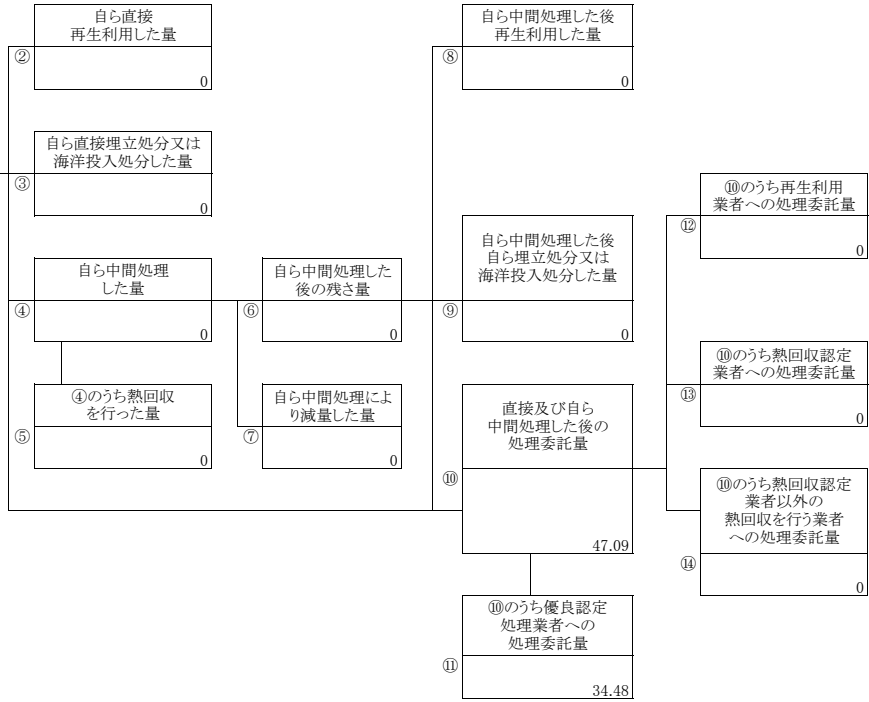 自ら直接
再生利用した量
②
0
自ら直接埋立処分又は
海洋投入処分した量
③
0
自ら中間処理
した量
④
0
④のうち熱回収
を行った量
⑤
0
自ら中間処理した
後の残さ量
⑥
0
自ら中間処理によ
り減量した量
⑦
0
自ら中間処理した後
再生利用した量
⑧
0
自ら中間処理した後
自ら埋立処分又は
海洋投入処分した量
⑨
0
直接及び自ら
中間処理した後の
処理委託量
⑩
47.09
⑩のうち優良認定
処理業者への
処理委託量
⑪
34.48
⑩のうち再生利用
業者への処理委託量
⑫
0
⑩のうち熱回収認定
業者への処理委託量
⑬
0
⑩のうち熱回収認定
業者以外の
熱回収を行う業者
への処理委託量
⑭
0